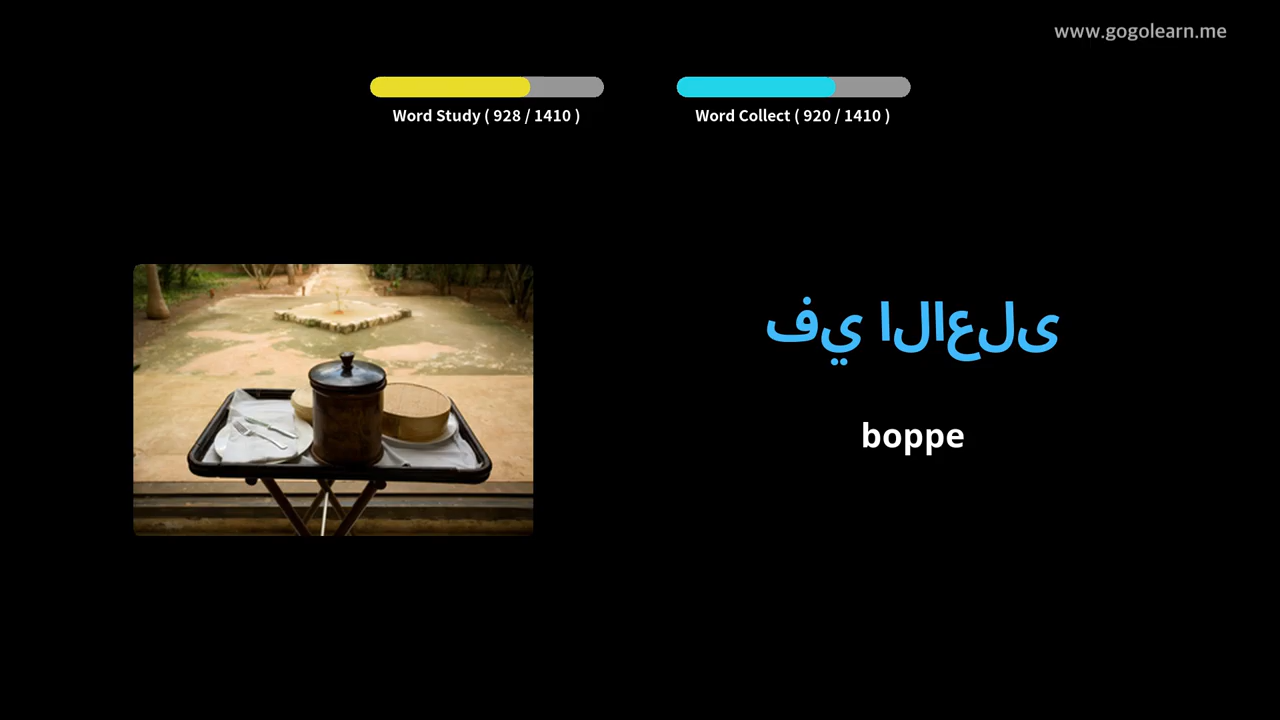 www.gogolearn.me
Word Study ( 928 / 1410 )
Word Collect ( 920 / 1410 )
في الاعلى
boppe